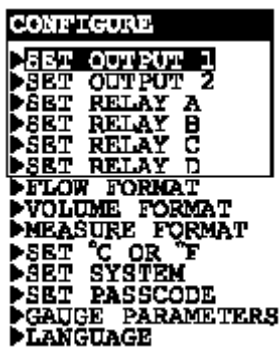 CONFIGURE
▶SET OUTPUT 1
▶SET OUTPUT 2
▶SET RELAY A
▶SET RELAY B
▶SET RELAY C
▶SET RELAY D
▶FLOW FORMAT
▶VOLUME FORMAT
▶MEASURE FORMAT
▶SET °C OR °F
▶SET SYSTEM
▶SET PASSCODE
▶GAUGE PARAMETERS
▶LANGUAGE